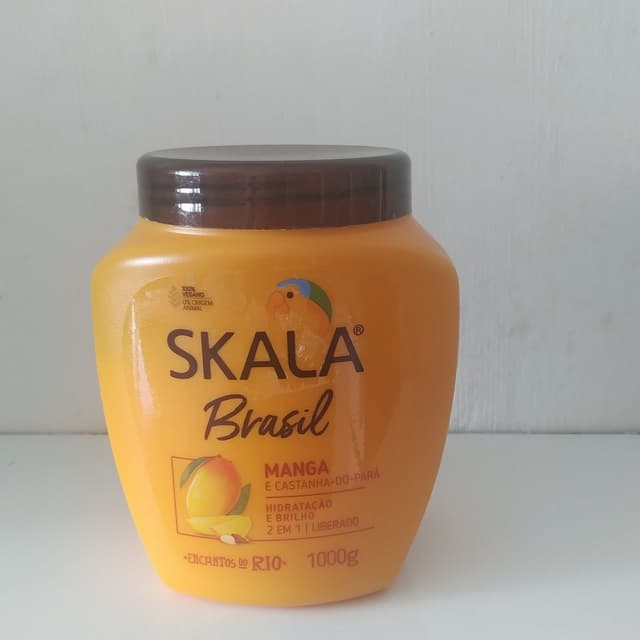 100%
VEGANO
0% ORIGEM
ANIMAL
SKALA®
Brasil
MANGA
E CASTANHA-DO-PARÁ
HIDRATAÇÃO
E BRILHO
2 EM 1 | LIBERADO
•ENCANTOS DO RIO•
1000g